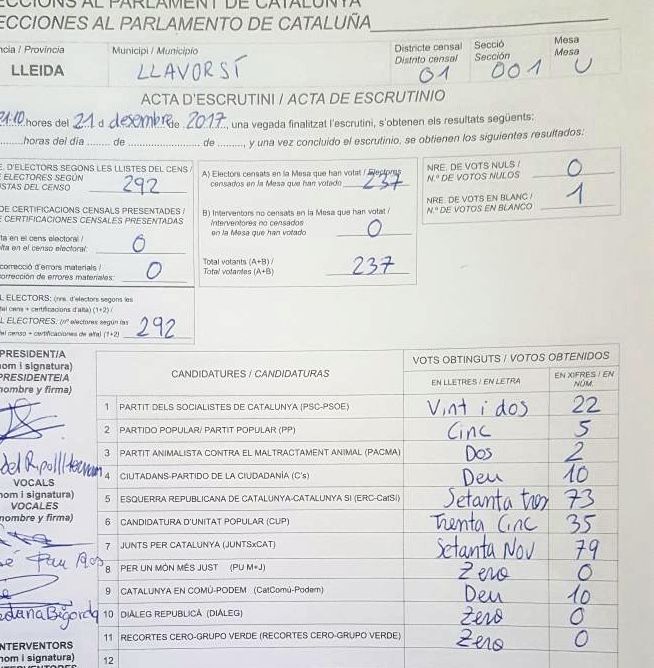 ECCIONS AL PARLAMENT DE CATALUNYA
ECCIONES AL PARLAMENTO DE CATALUÑA
ncia / Provincia
LLEIDA
Municipi / Municipio
LLAVORSÍ
Districte censal
Distrito censal
01
Secció
Sección
001
Mesa
Mesa
U
ACTA D'ESCRUTINI / ACTA DE ESCRUTINIO
21:10 hores del 21 d desembre de 2017, una vegada finalitzat l'escrutini, s'obtenen els resultats següents:
horas del día de de , y una vez concluido el escrutinio, se obtienen los siguientes resultados:
E. D'ELECTORS SEGONS LES LLISTES DEL CENS /
ELECTORES SEGÚN
STAS DEL CENSO 292
DE CERTIFICACIONS CENSALS PRESENTADES /
E CERTIFICACIONES CENSALES PRESENTADAS
lta en el cens electoral /
lta en el censo electoral: 0
correcció d'errors materials /
corrección de errores materiales: 0
L ELECTORS: (nre. d'electors segons les
del cens + certificacions d'alta) (1+2) /
L ELECTORES: (nº electores según las
del censo + certificaciones de alta) (1+2) 292
A) Electors censats en la Mesa que han votat / Electores
censados en la Mesa que han votado 237
B) Interventors no censats en la Mesa que han votat /
Interventores no censados
en la Mesa que han votado 0
Total votants (A+B) /
Total votantes (A+B) 237
NRE. DE VOTS NULS /
N.º DE VOTOS NULOS 0
NRE. DE VOTS EN BLANC /
N.º DE VOTOS EN BLANCO 1
PRESIDENT/A
nom i signatura)
PRESIDENTE/A
nombre y firma)
VOCALS
nom i signatura)
VOCALES
nombre y firma)
NTERVENTORS
nom i signatura)
CANDIDATURES / CANDIDATURAS
VOTS OBTINGUTS / VOTOS OBTENIDOS
EN LLETRES / EN LETRA
EN XIFRES / EN
NÚM.
1 PARTIT DELS SOCIALISTES DE CATALUNYA (PSC-PSOE) Vint i dos 22
2 PARTIDO POPULAR/ PARTIT POPULAR (PP) Cinc 5
3 PARTIT ANIMALISTA CONTRA EL MALTRACTAMENT ANIMAL (PACMA) Dos 2
4 CIUTADANS-PARTIDO DE LA CIUDADANÍA (C's) Deu 10
5 ESQUERRA REPUBLICANA DE CATALUNYA-CATALUNYA SI (ERC-CatSÍ) Setanta tres 73
6 CANDIDATURA D'UNITAT POPULAR (CUP) Trenta Cinc 35
7 JUNTS PER CATALUNYA (JUNTSxCAT) Setanta Nou 79
8 PER UN MÓN MÉS JUST (PU M+J) Zero 0
9 CATALUNYA EN COMÚ-PODEM (CatComú-Podem) Deu 10
10 DIÀLEG REPUBLICÀ (DIÀLEG) Zero 0
11 RECORTES CERO-GRUPO VERDE (RECORTES CERO-GRUPO VERDE) Zero 0
12